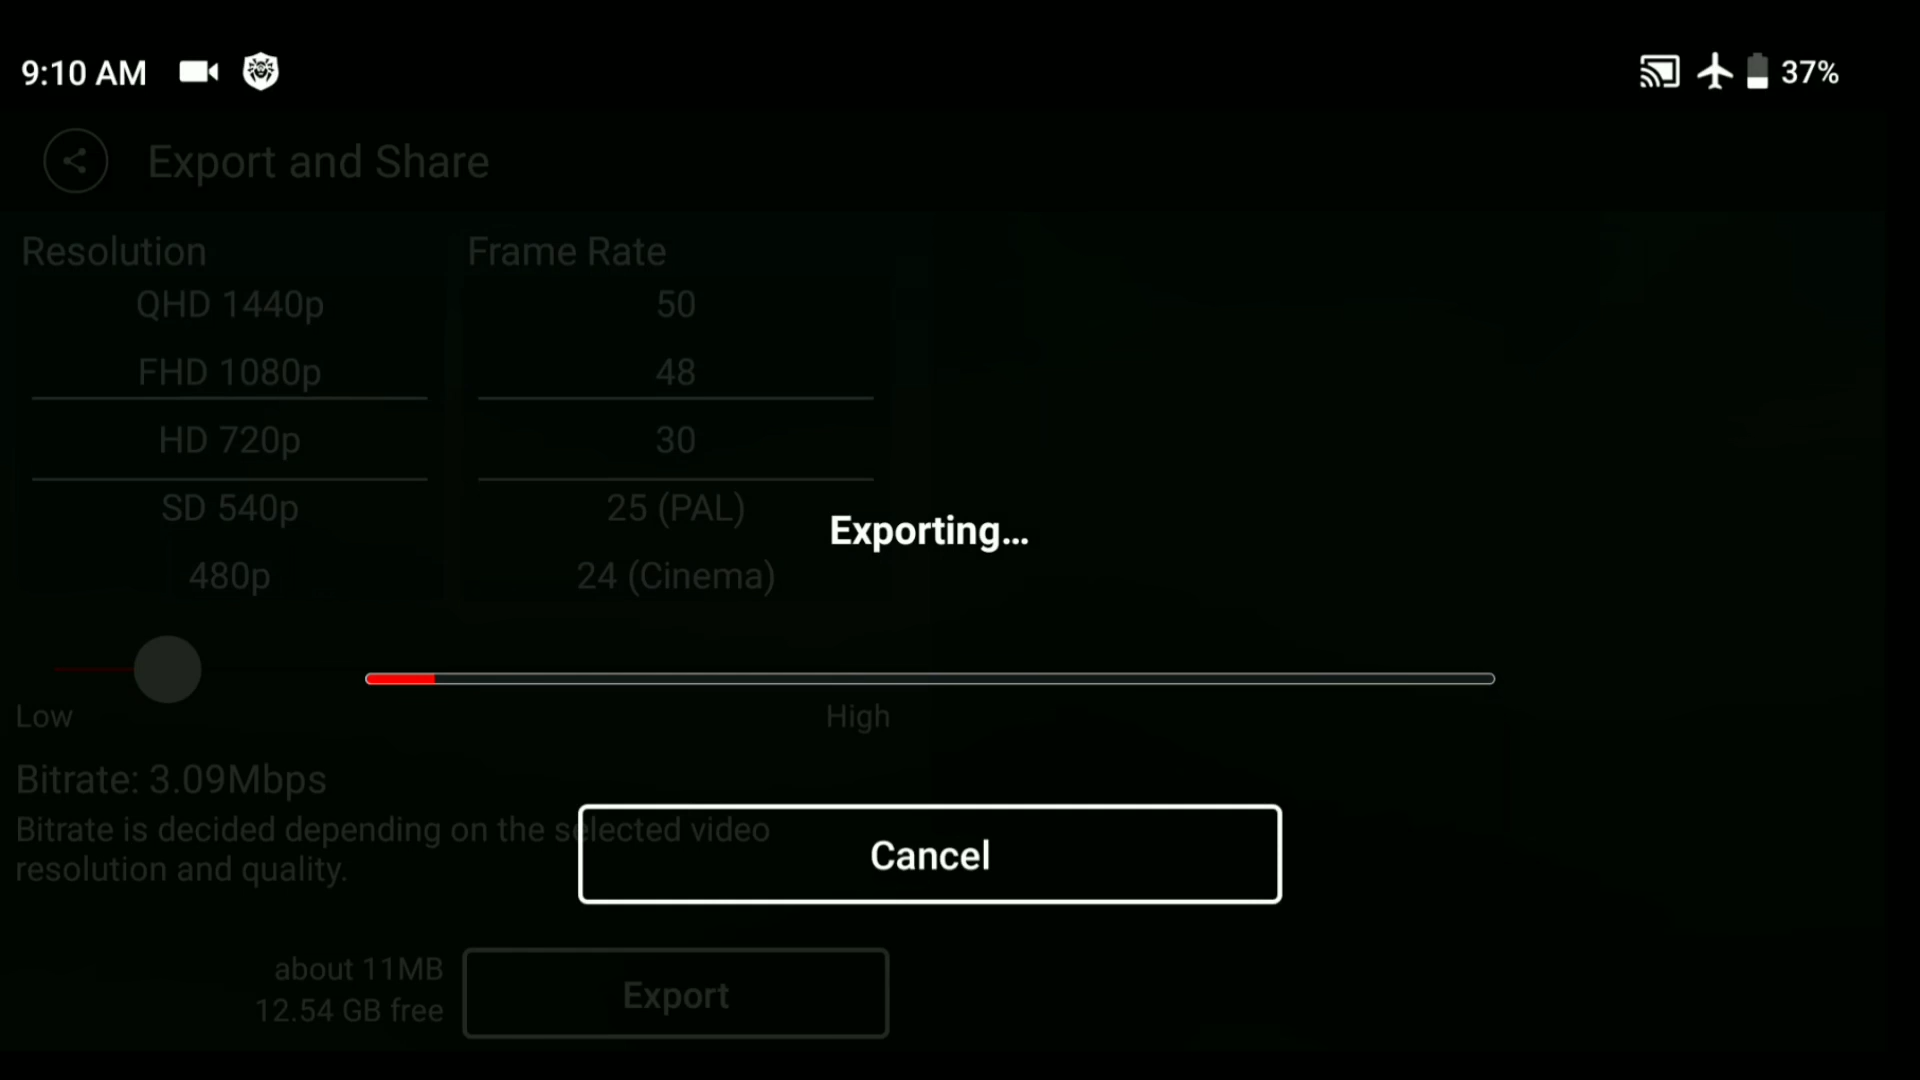 9:10 AM
37%
Export and Share
Resolution
Frame Rate
QHD 1440p
50
FHD 1080p
48
HD 720p
30
SD 540p
25 (PAL)
480p
24 (Cinema)
Exporting...
Low
High
Bitrate: 3.09Mbps
Bitrate is decided depending on the selected video
resolution and quality.
Cancel
about 11MB
12.54 GB free
Export